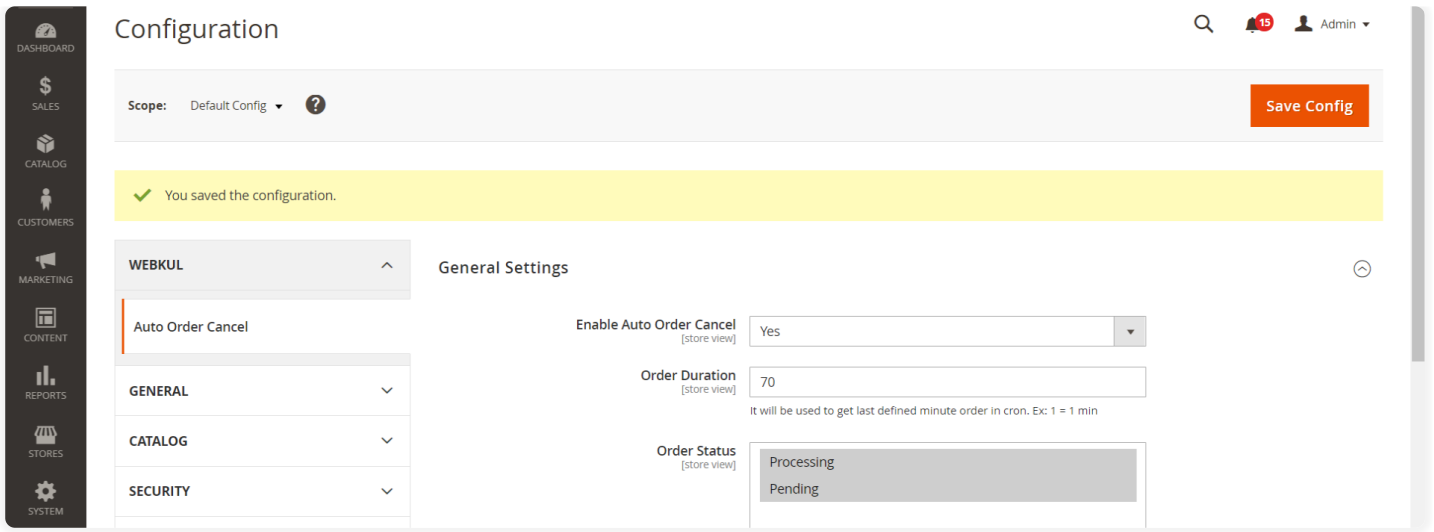 Configuration
15
Admin
DASHBOARD
SALES
CATALOG
CUSTOMERS
MARKETING
CONTENT
REPORTS
STORES
SYSTEM
Scope: Default Config ?
Save Config
You saved the configuration.
WEBKUL
Auto Order Cancel
GENERAL
CATALOG
SECURITY
General Settings
Enable Auto Order Cancel
[store view]
Yes
Order Duration
[store view]
70
It will be used to get last defined minute order in cron. Ex: 1 = 1 min
Order Status
[store view]
Processing
Pending